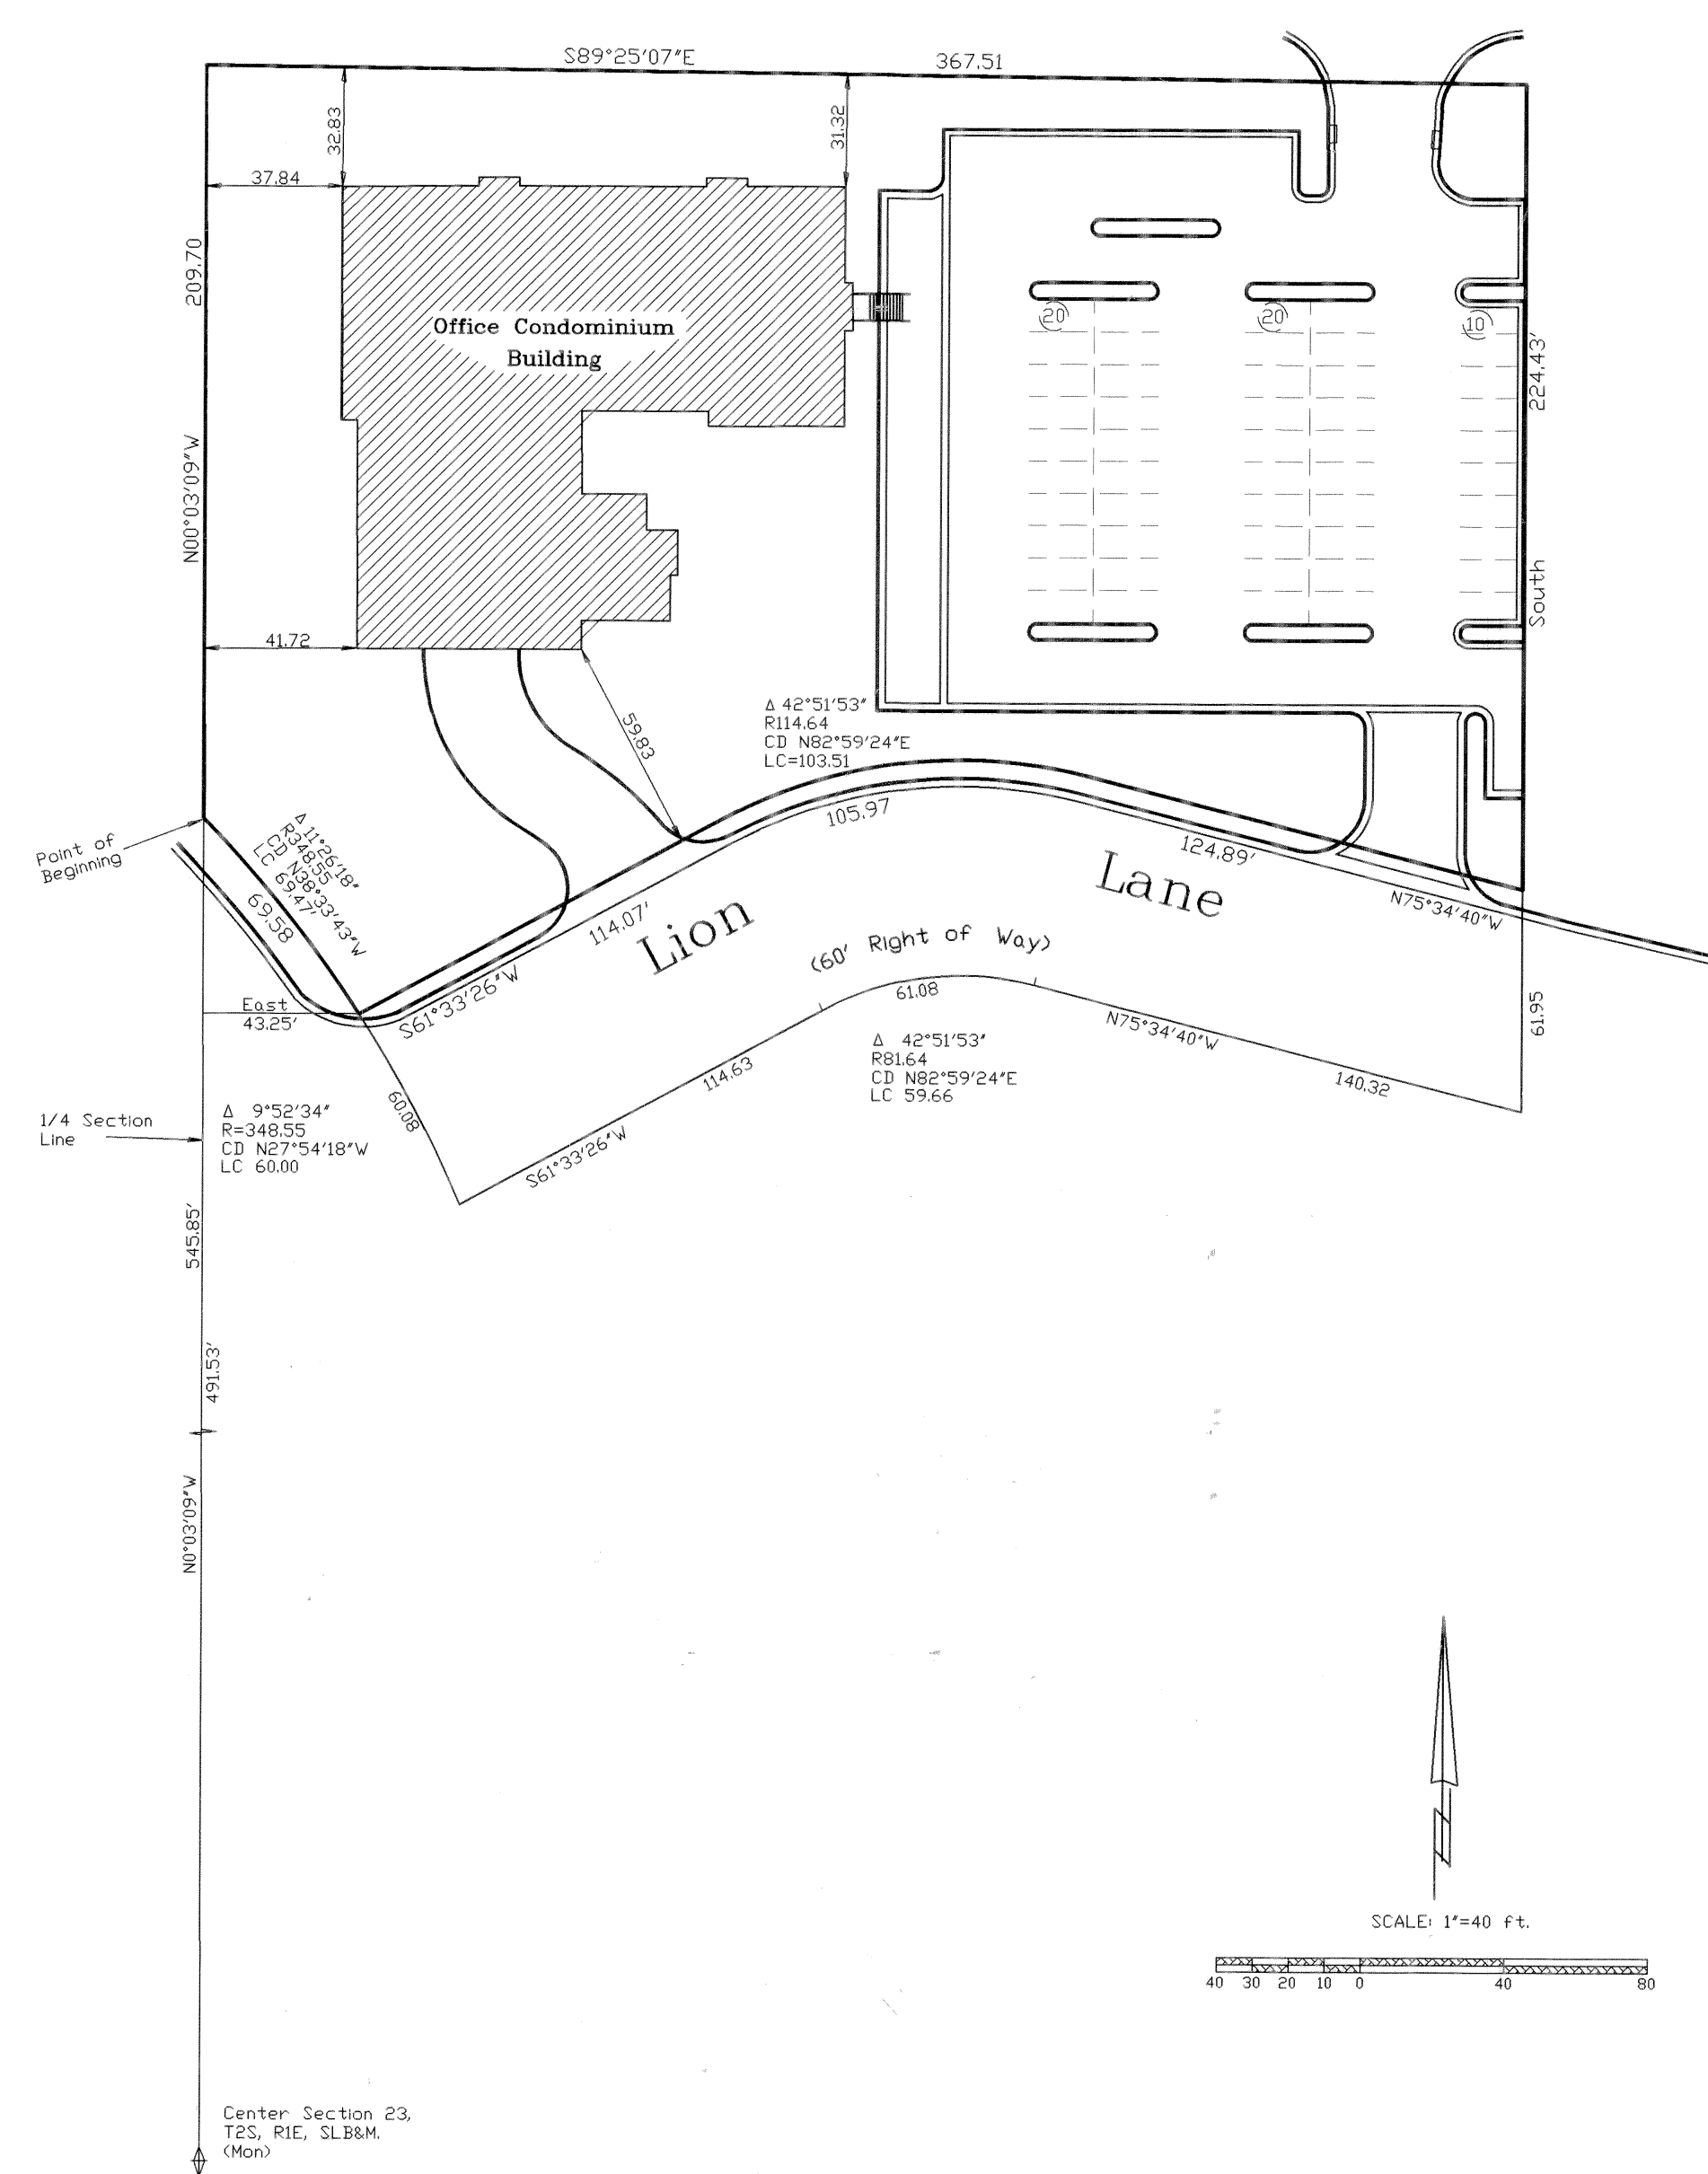 S89°25'07"E
367.51
32.83
31.32
37.84
209.70
Office Condominium
Building
20
20
10
224.43'
N00°03'09"W
South
41.72
59.83
Δ 42°51'53"
R114.64
CD N82°59'24"E
LC=103.51
105.97
124.89'
Point of
Beginning
Δ 11°26'18"
R348.55
CD N38°33'43"W
LC 69.47'
69.58
Lane
N75°34'40"W
114.07'
Lion
(60' Right of Way)
S61°33'26"W
East
43.25'
61.08
61.95
N75°34'40"W
Δ 42°51'53"
R81.64
CD N82°59'24"E
LC 59.66
114.63
140.32
60.08
1/4 Section
Line
Δ 9°52'34"
R=348.55
CD N27°54'18"W
LC 60.00
S61°33'26"W
545.85'
491.53'
N0°03'09"W
SCALE: 1"=40 ft.
40 30 20 10 0 40 80
Center Section 23,
T2S, R1E, SLB&M.
(Mon)